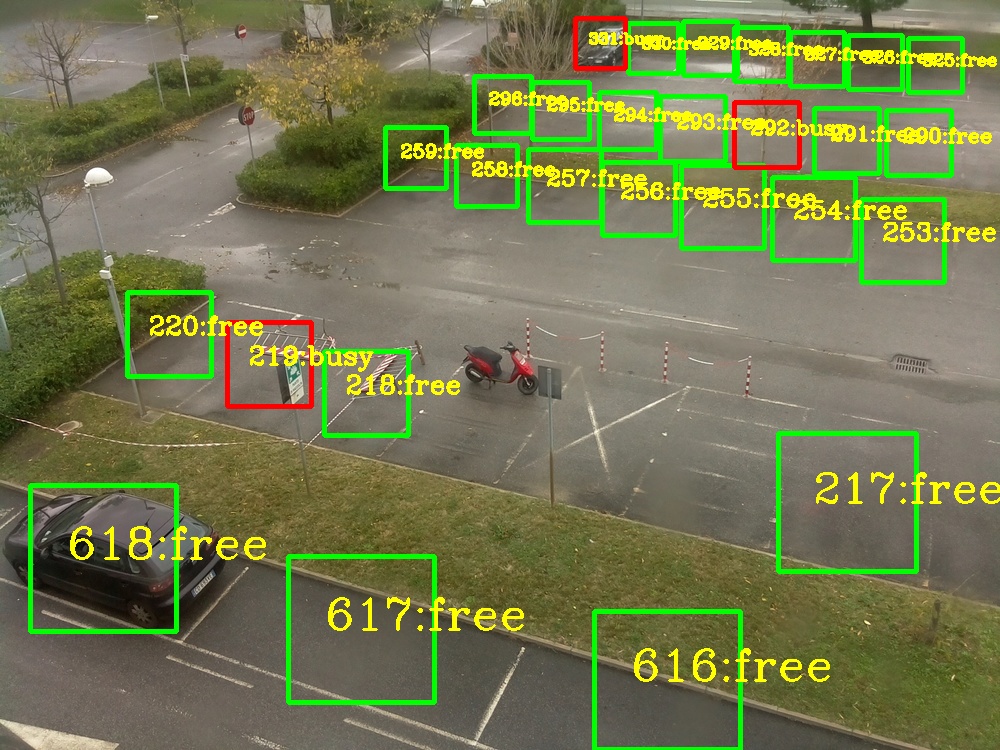 331:busy 330:free 329:free 328:free 327:free 326:free 325:free
296:free 295:free 294:free 293:free 292:busy 291:free 290:free
259:free 258:free 257:free 256:free 255:free 254:free 253:free
220:free 219:busy 218:free
217:free
618:free 617:free 616:free